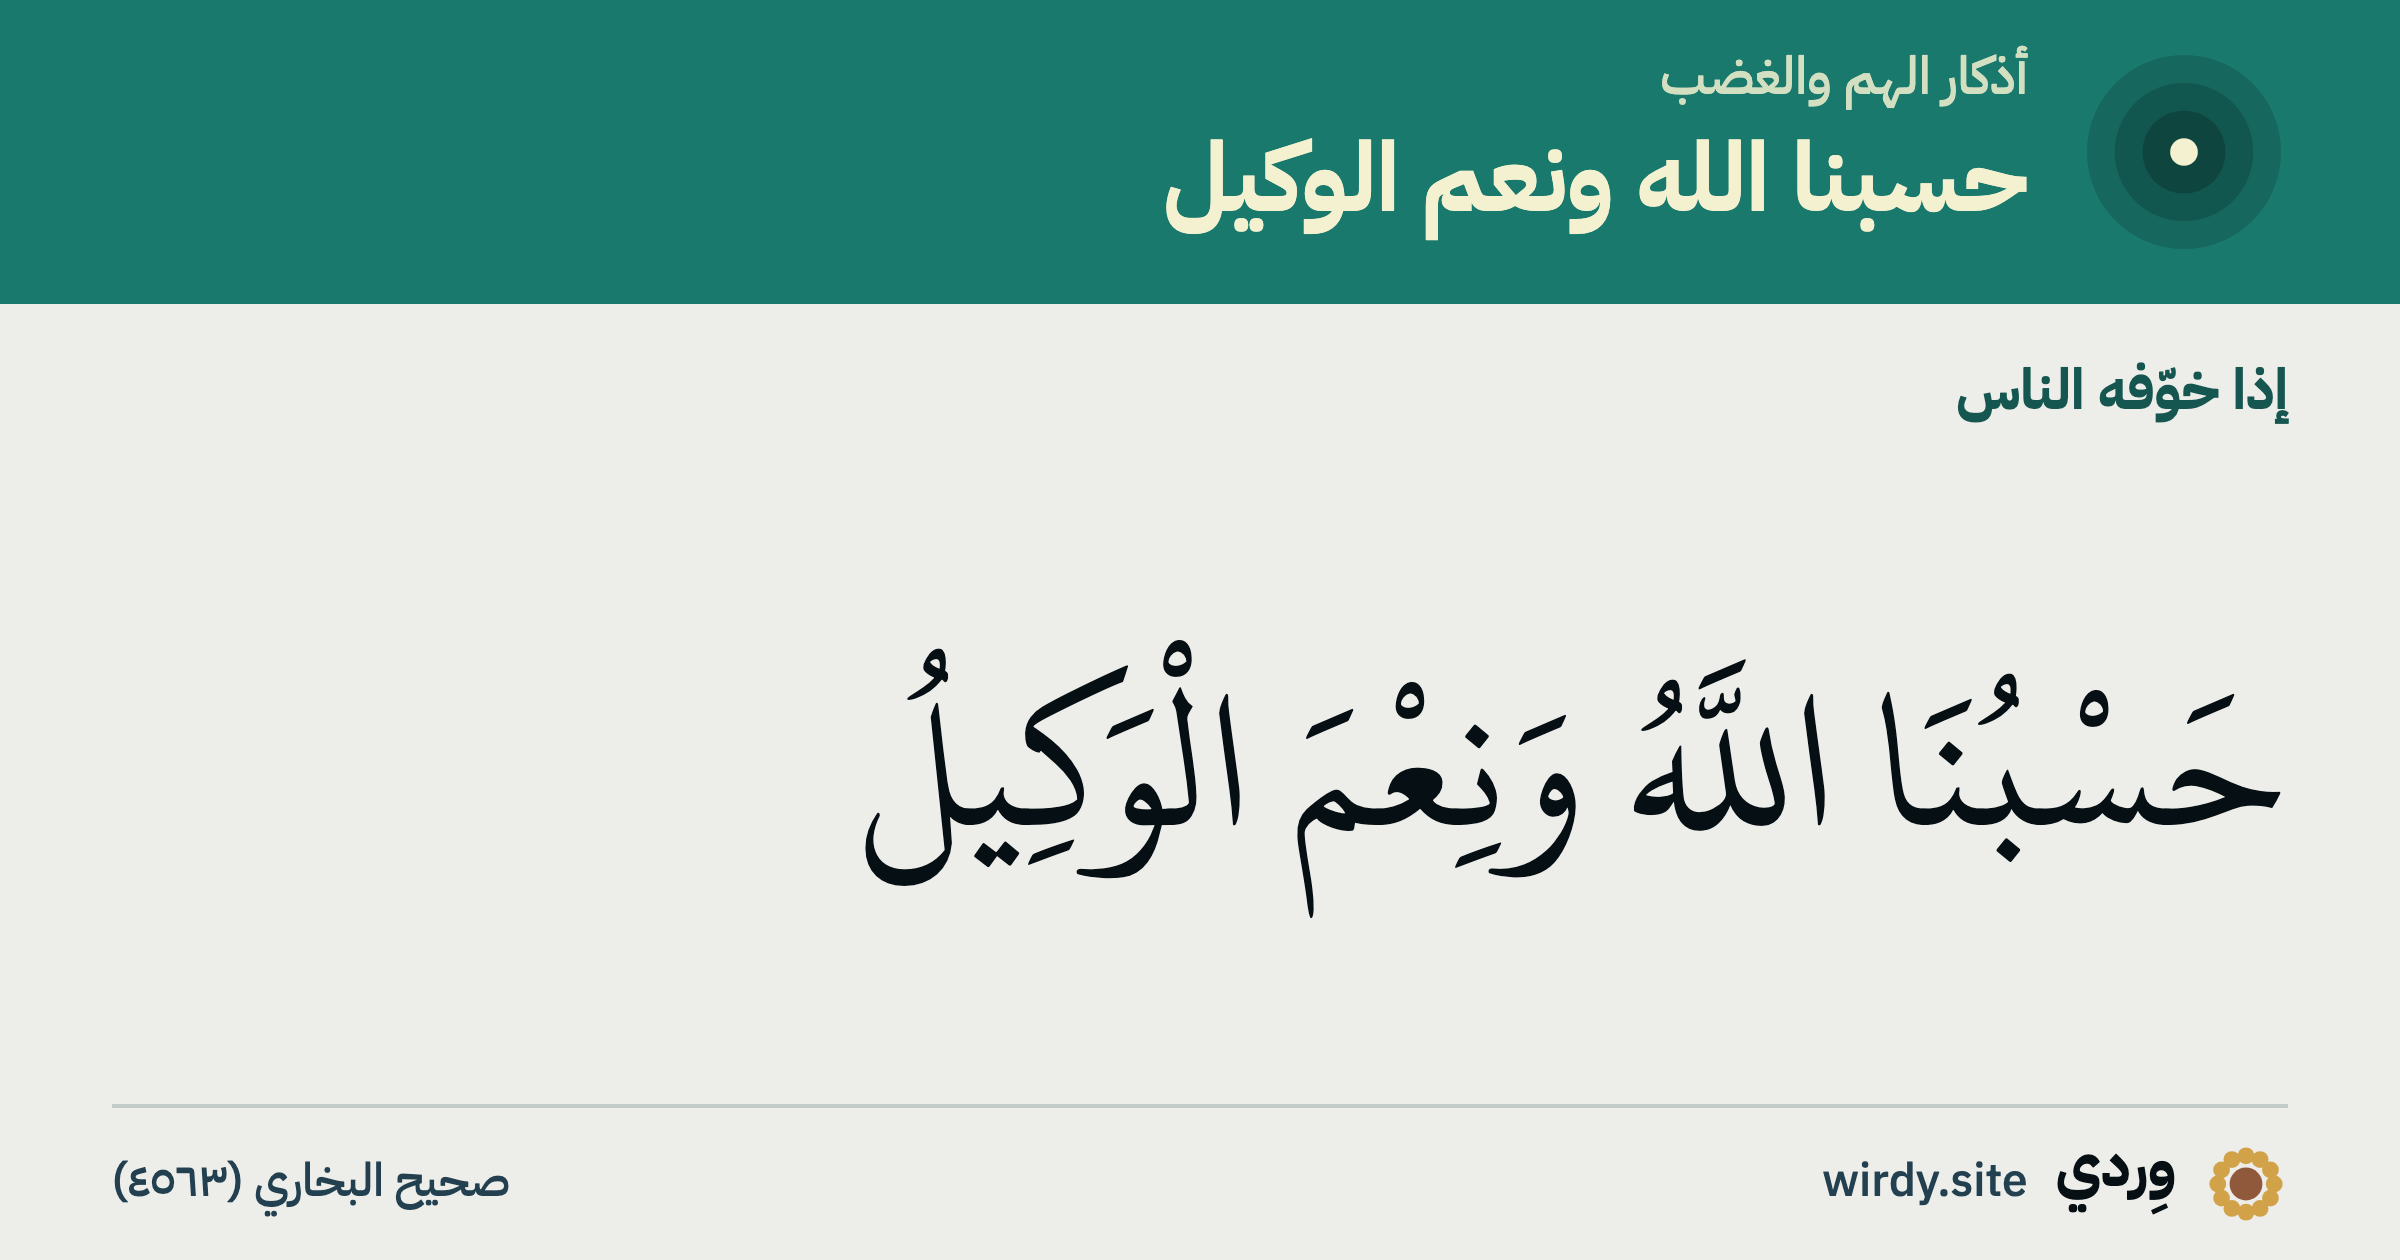 أذكار الهم والغضب
حسبنا الله ونعم الوكيل
إذا خوّفه الناس
حَسْبُنَا اللَّهُ وَنِعْمَ الْوَكِيلُ
وِردي wirdy.site
صحيح البخاري (٤٥٦٣)